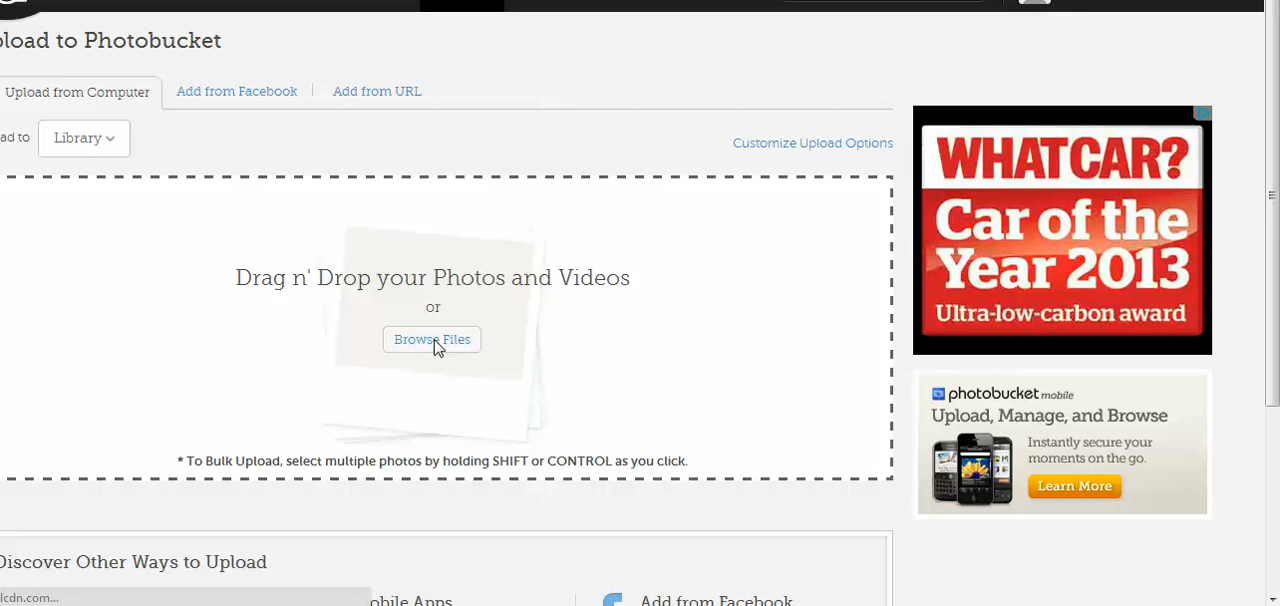 pload to Photobucket
Upload from Computer
Add from Facebook
Add from URL
ad to
Library
Customize Upload Options
Drag n' Drop your Photos and Videos
or
Browse Files
* To Bulk Upload, select multiple photos by holding SHIFT or CONTROL as you click.
WHAT CAR?
Car of the
Year 2013
Ultra-low-carbon award
photobucket mobile
Upload, Manage, and Browse
Instantly secure your
moments on the go.
Learn More
Discover Other Ways to Upload
lcdn.com...
obile Apps
Add from Facebook